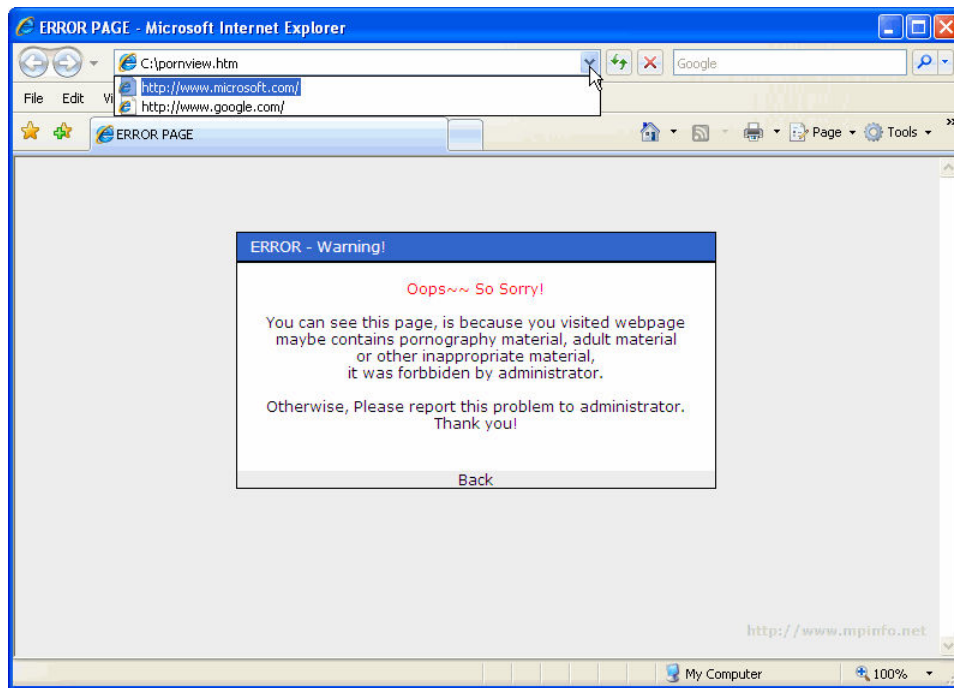 ERROR PAGE - Microsoft Internet Explorer
C:\pornview.htm
Google
http://www.microsoft.com/
http://www.google.com/
File Edit Vi
ERROR PAGE
Page Tools
ERROR - Warning!
Oops~~ So Sorry!
You can see this page, is because you visited webpage
maybe contains pornography material, adult material
or other inappropriate material,
it was forbbiden by administrator.
Otherwise, Please report this problem to administrator.
Thank you!
Back
http://www.mpinfo.net
My Computer
100%